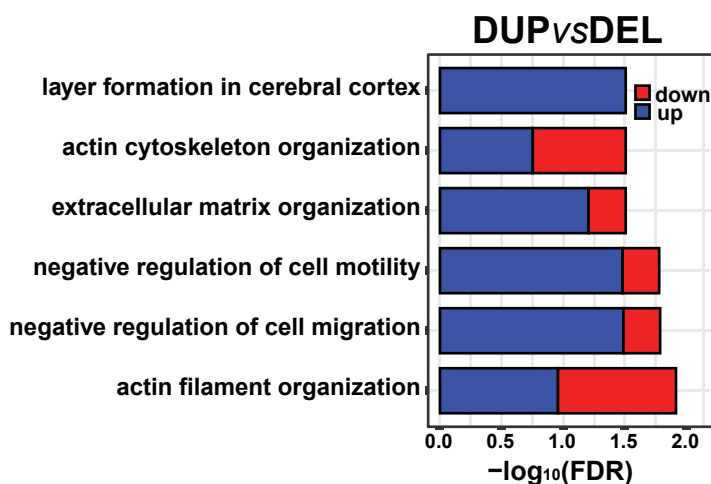 DUPvsDEL
layer formation in cerebral cortex
down
up
actin cytoskeleton organization
extracellular matrix organization
negative regulation of cell motility
negative regulation of cell migration
actin filament organization
0.0 0.5 1.0 1.5 2.0
−log₁₀(FDR)